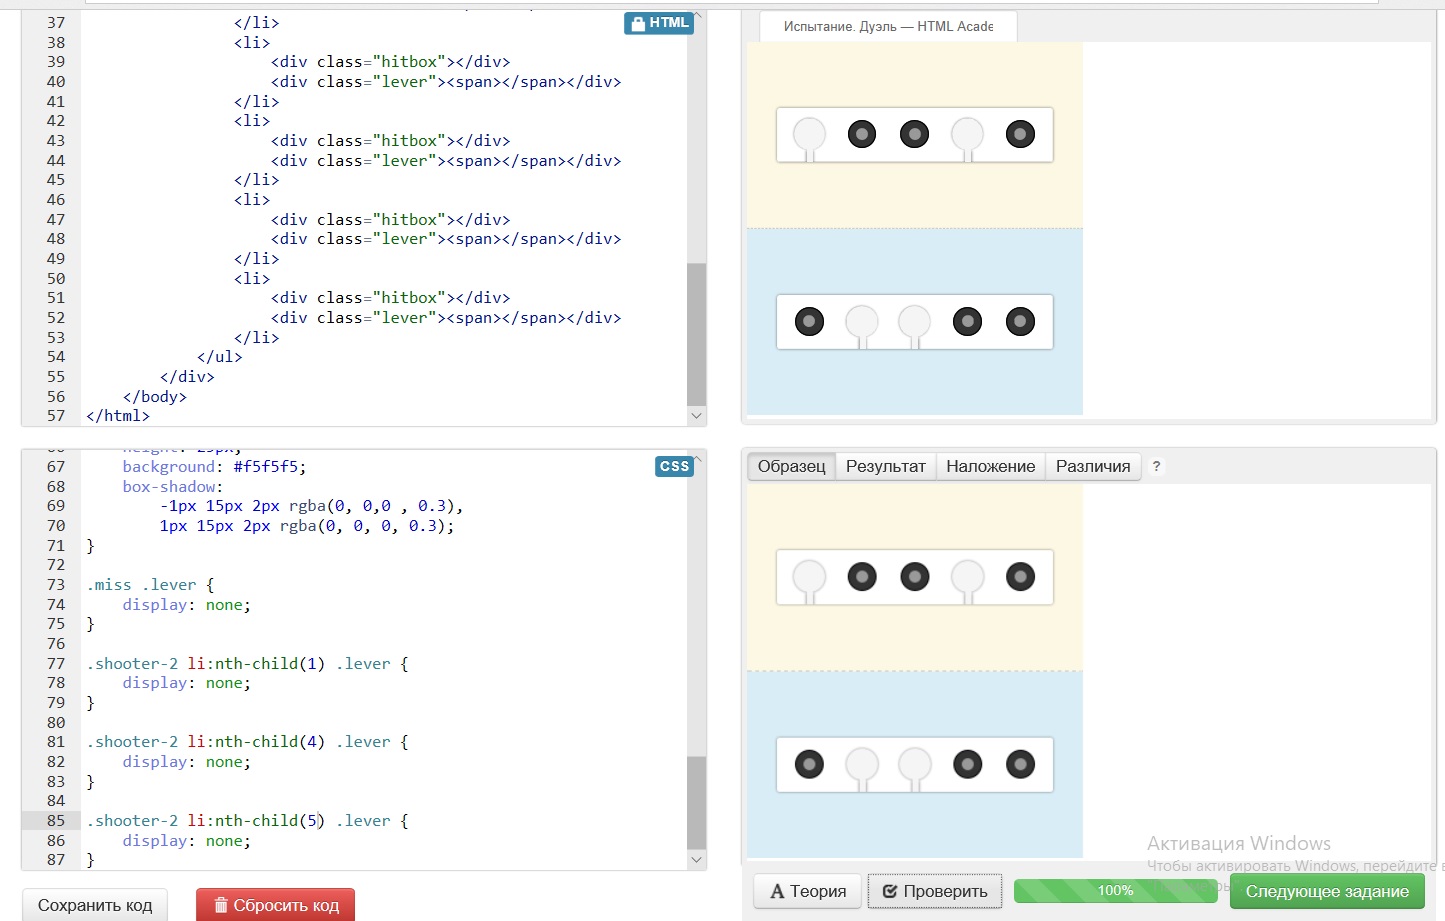 37 </li>
HTML
38 <li>
39 <div class="hitbox"></div>
40 <div class="lever"><span></span></div>
41 </li>
42 <li>
43 <div class="hitbox"></div>
44 <div class="lever"><span></span></div>
45 </li>
46 <li>
47 <div class="hitbox"></div>
48 <div class="lever"><span></span></div>
49 </li>
50 <li>
51 <div class="hitbox"></div>
52 <div class="lever"><span></span></div>
53 </li>
54 </ul>
55 </div>
56 </body>
57 </html>
CSS
67 background: #f5f5f5;
68 box-shadow:
69 -1px 15px 2px rgba(0, 0,0 , 0.3),
70 1px 15px 2px rgba(0, 0, 0, 0.3);
71 }
72
73 .miss .lever {
74 display: none;
75 }
76
77 .shooter-2 li:nth-child(1) .lever {
78 display: none;
79 }
80
81 .shooter-2 li:nth-child(4) .lever {
82 display: none;
83 }
84
85 .shooter-2 li:nth-child(5) .lever {
86 display: none;
87 }
Сохранить код
Сбросить код
Испытание. Дуэль — HTML Acade
Образец Результат Наложение Различия ?
Активация Windows
Чтобы активировать Windows, перейдите в
A Теория
Проверить
100%
Следующее задание